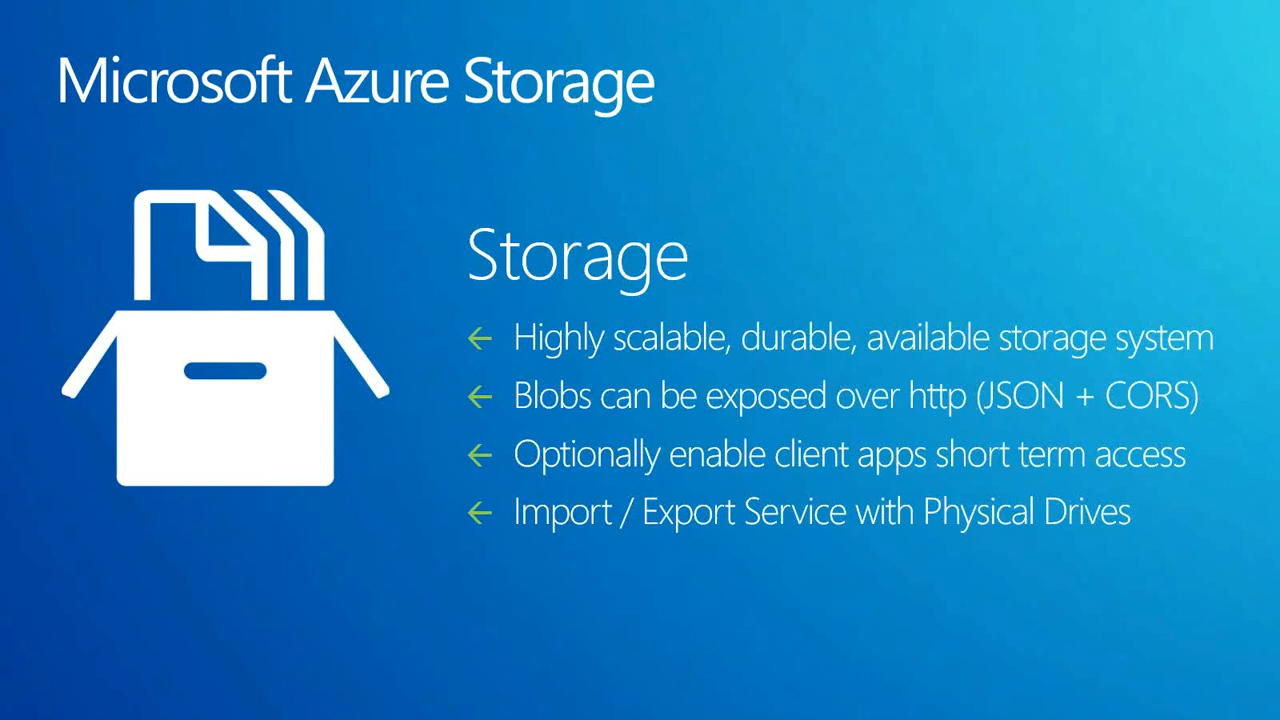 Microsoft Azure Storage
Storage
← Highly scalable, durable, available storage system
← Blobs can be exposed over http (JSON + CORS)
← Optionally enable client apps short term access
← Import / Export Service with Physical Drives